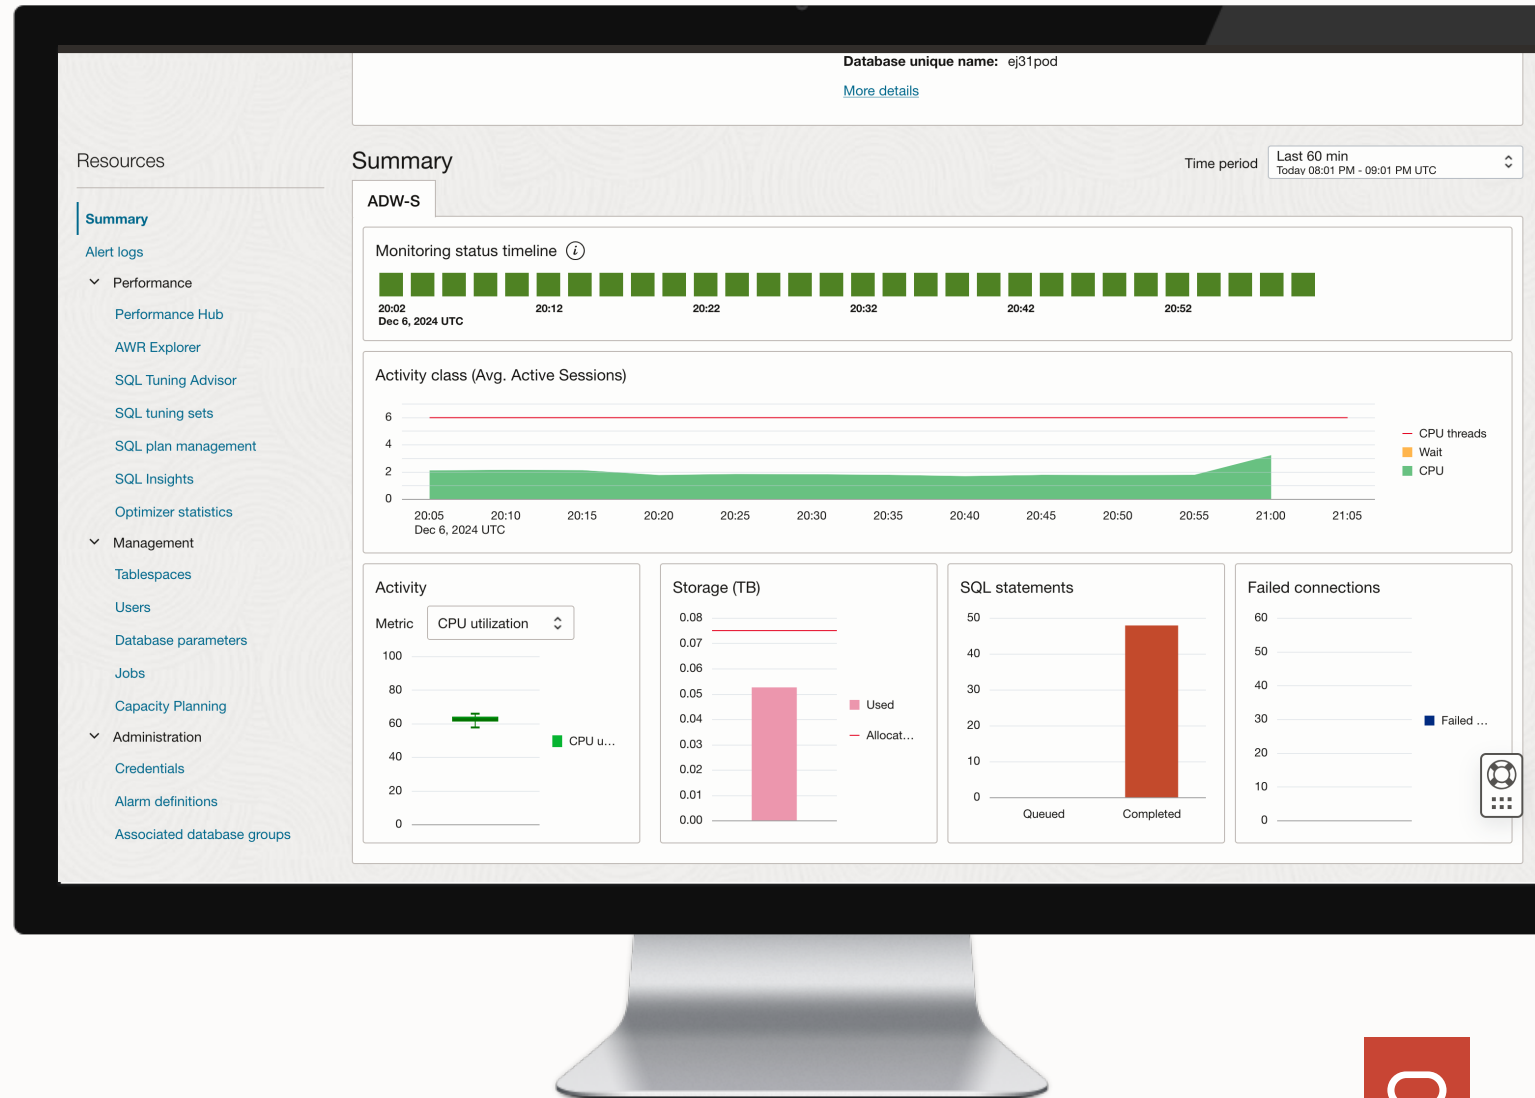 Database unique name: ej31pod
More details
Resources
Summary
Alert logs
Performance
Performance Hub
AWR Explorer
SQL Tuning Advisor
SQL tuning sets
SQL plan management
SQL Insights
Optimizer statistics
Management
Tablespaces
Users
Database parameters
Jobs
Capacity Planning
Administration
Credentials
Alarm definitions
Associated database groups
Summary
Time period
Last 60 min
Today 08:01 PM - 09:01 PM UTC
ADW-S
Monitoring status timeline i
20:02 20:12 20:22 20:32 20:42 20:52
Dec 6, 2024 UTC
Activity class (Avg. Active Sessions)
6
4
2
0
20:05 20:10 20:15 20:20 20:25 20:30 20:35 20:40 20:45 20:50 20:55 21:00 21:05
Dec 6, 2024 UTC
CPU threads
Wait
CPU
Activity
Metric CPU utilization
100
80
60
40
20
0
CPU u...
Storage (TB)
0.08
0.07
0.06
0.05
0.04
0.03
0.02
0.01
0.00
Used
Allocat...
SQL statements
50
40
30
20
10
0
Queued Completed
Failed connections
60
50
40
30
20
10
0
Failed ...